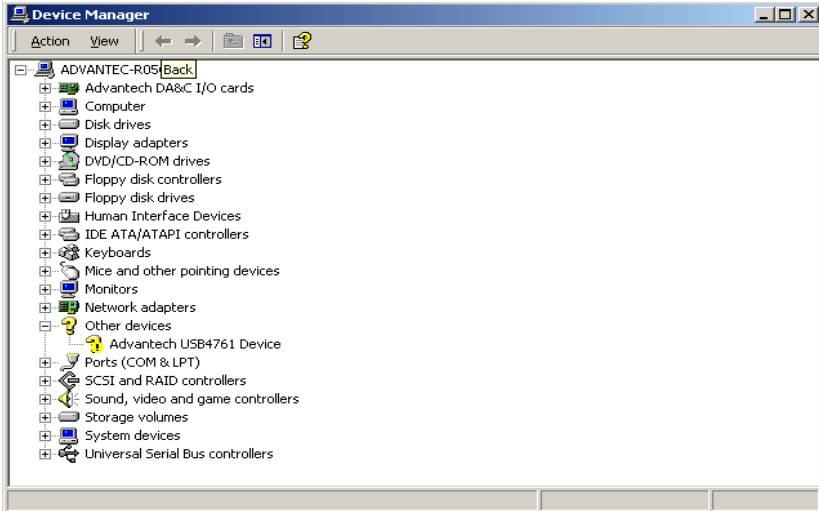 Device Manager
Action View
ADVANTEC-R05 Back
Advantech DA&C I/O cards
Computer
Disk drives
Display adapters
DVD/CD-ROM drives
Floppy disk controllers
Floppy disk drives
Human Interface Devices
IDE ATA/ATAPI controllers
Keyboards
Mice and other pointing devices
Monitors
Network adapters
Other devices
Advantech USB4761 Device
Ports (COM & LPT)
SCSI and RAID controllers
Sound, video and game controllers
Storage volumes
System devices
Universal Serial Bus controllers